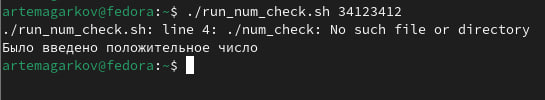 artemagarkov@fedora:~$ ./run_num_check.sh 34123412
./run_num_check.sh: line 4: ./num_check: No such file or directory
Было введено положительное число
artemagarkov@fedora:~$